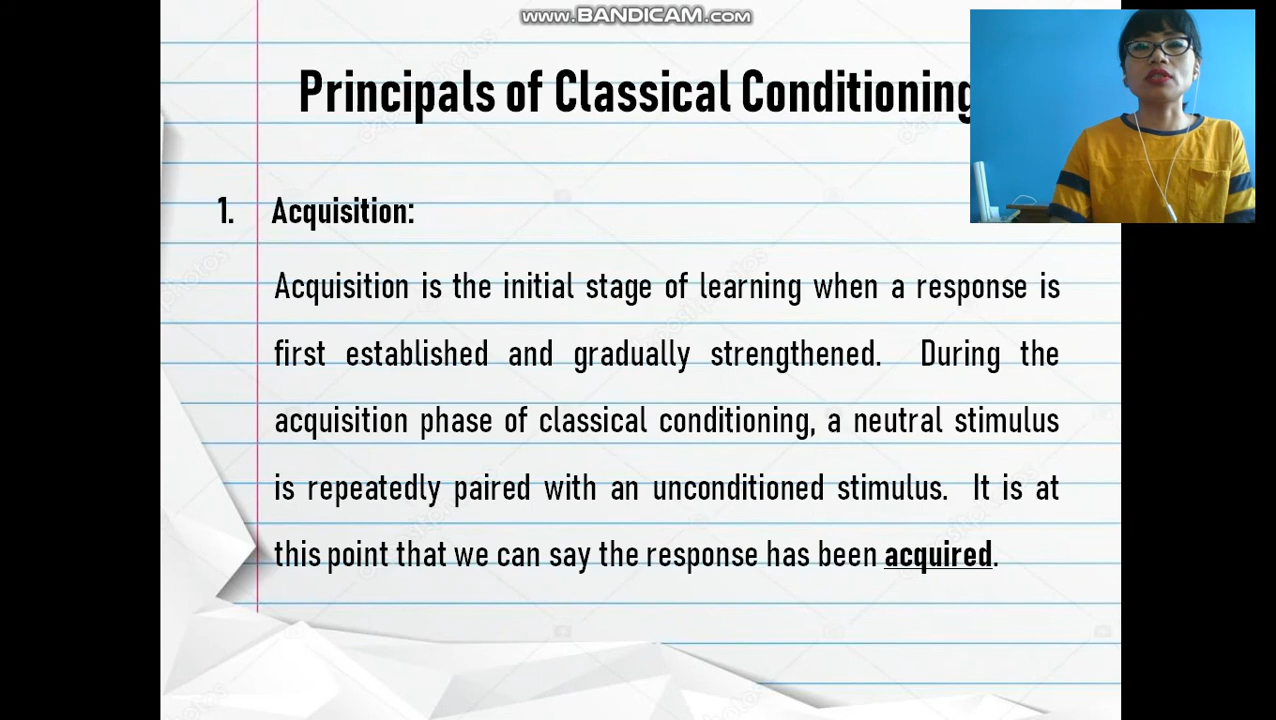 www.BANDICAM.com
Principals of Classical Conditioning
1. Acquisition:
Acquisition is the initial stage of learning when a response is
first established and gradually strengthened. During the
acquisition phase of classical conditioning, a neutral stimulus
is repeatedly paired with an unconditioned stimulus. It is at
this point that we can say the response has been acquired.